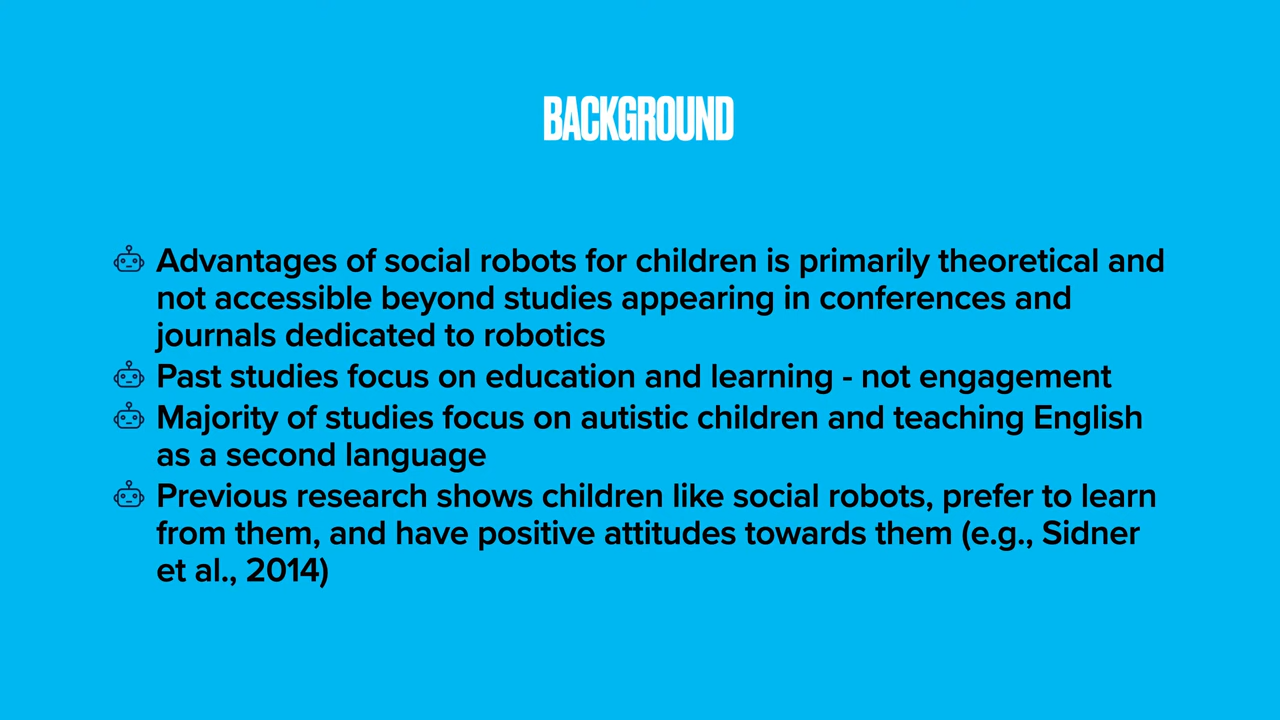 BACKGROUND
Advantages of social robots for children is primarily theoretical and
not accessible beyond studies appearing in conferences and
journals dedicated to robotics
Past studies focus on education and learning - not engagement
Majority of studies focus on autistic children and teaching English
as a second language
Previous research shows children like social robots, prefer to learn
from them, and have positive attitudes towards them (e.g., Sidner
et al., 2014)